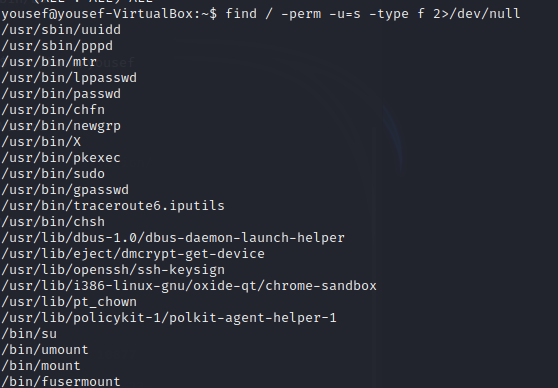 (ALL : ALL) ALL
yousef@yousef-VirtualBox:~$ find / -perm -u=s -type f 2>/dev/null
/usr/sbin/uuidd
/usr/sbin/pppd
/usr/bin/mtr
/usr/bin/lppasswd
/usr/bin/passwd
/usr/bin/chfn
/usr/bin/newgrp
/usr/bin/X
/usr/bin/pkexec
/usr/bin/sudo
/usr/bin/gpasswd
/usr/bin/traceroute6.iputils
/usr/bin/chsh
/usr/lib/dbus-1.0/dbus-daemon-launch-helper
/usr/lib/eject/dmcrypt-get-device
/usr/lib/openssh/ssh-keysign
/usr/lib/i386-linux-gnu/oxide-qt/chrome-sandbox
/usr/lib/pt_chown
/usr/lib/policykit-1/polkit-agent-helper-1
/bin/su
/bin/umount
/bin/mount
/bin/fusermount